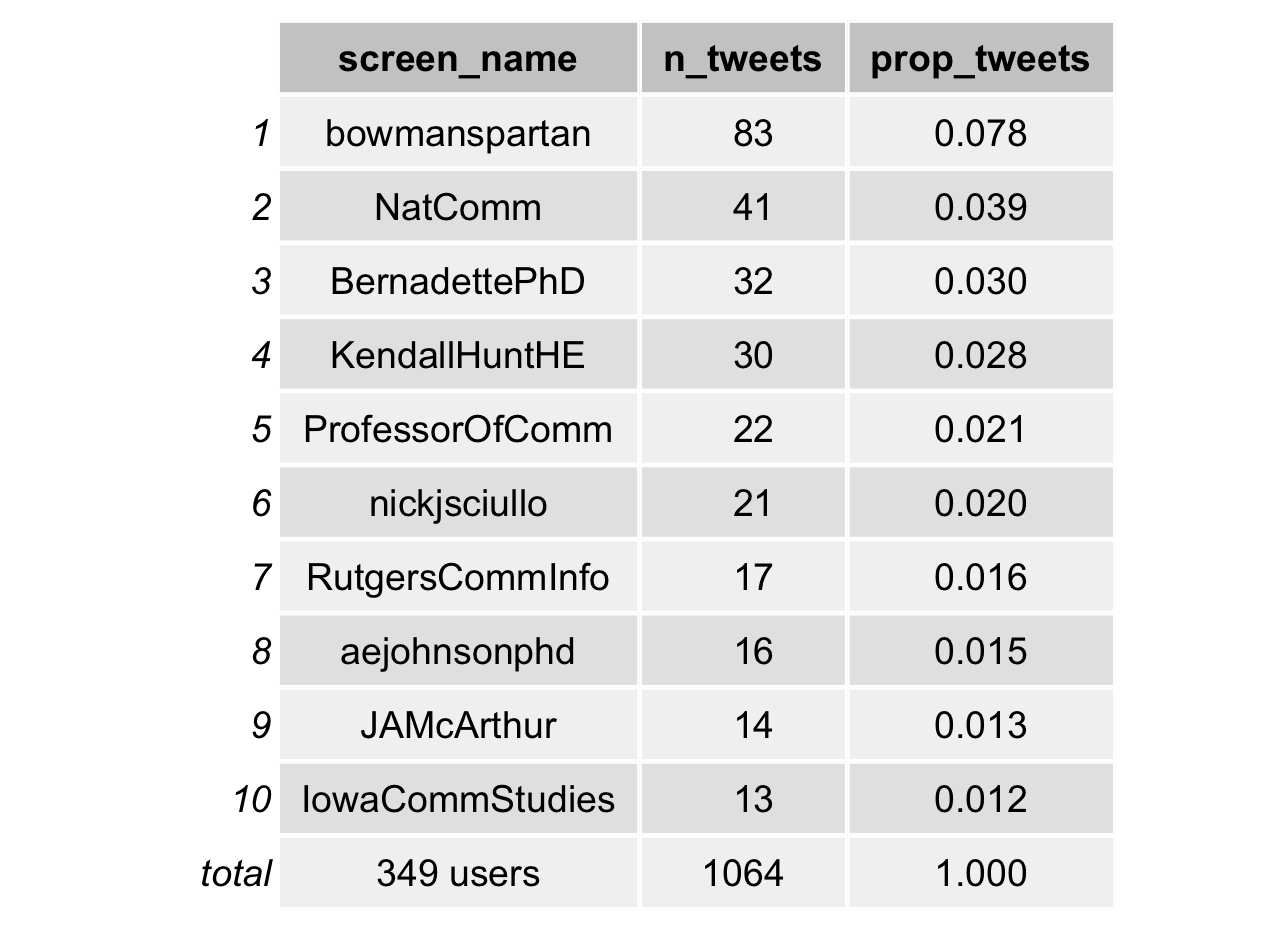 screen_name n_tweets prop_tweets
1 bowmanspartan 83 0.078
2 NatComm 41 0.039
3 BernadettePhD 32 0.030
4 KendallHuntHE 30 0.028
5 ProfessorOfComm 22 0.021
6 nickjsciullo 21 0.020
7 RutgersCommInfo 17 0.016
8 aejohnsonphd 16 0.015
9 JAMcArthur 14 0.013
10 IowaCommStudies 13 0.012
total 349 users 1064 1.000